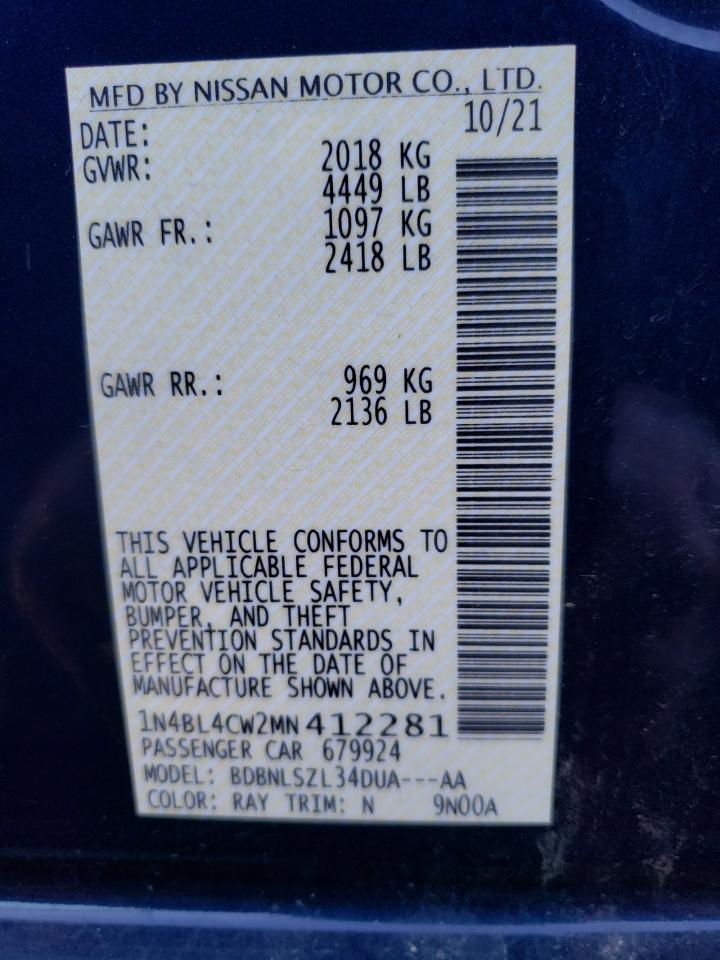 MFD BY NISSAN MOTOR CO., LTD.
DATE: 10/21
GVWR: 2018 KG
4449 LB
GAWR FR.: 1097 KG
2418 LB
GAWR RR.: 969 KG
2136 LB
THIS VEHICLE CONFORMS TO
ALL APPLICABLE FEDERAL
MOTOR VEHICLE SAFETY,
BUMPER, AND THEFT
PREVENTION STANDARDS IN
EFFECT ON THE DATE OF
MANUFACTURE SHOWN ABOVE.
1N4BL4CW2MN412281
PASSENGER CAR 679924
MODEL: BDBNLSZL34DUA---AA
COLOR: RAY TRIM: N 9N00A